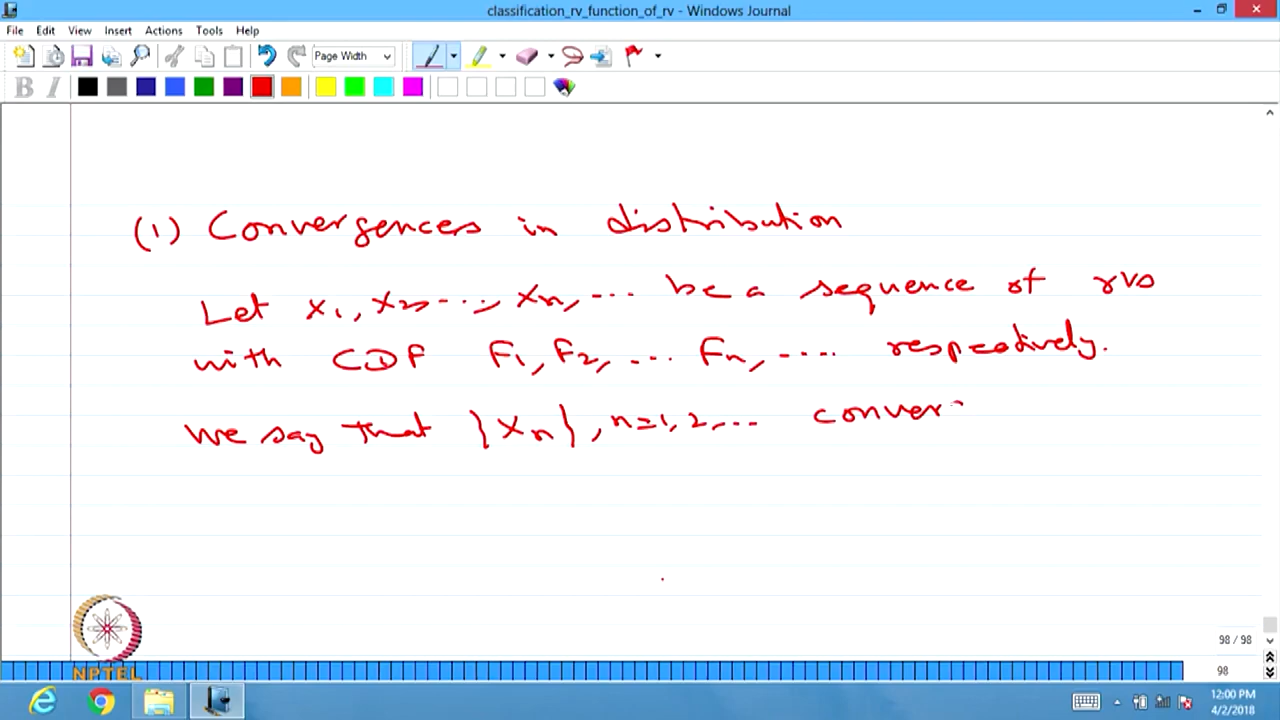 classification_rv_function_of_rv - Windows Journal
File Edit View Insert Actions Tools Help
Page Width
(1) Convergences in distribution
Let X1, X2, ..., Xn, ... be a sequence of rvs
with CDF F1, F2, ... Fn, .... respectively.
We say that {Xn}, n=1, 2, ... conver
98 / 98
98
NPTEL
12:00 PM
4/2/2018